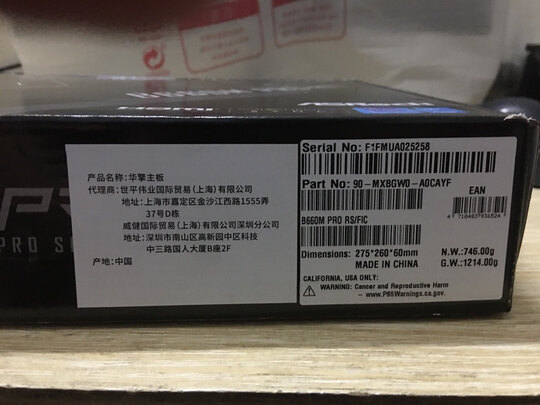 HDMI
ASRock
PRO
产品名称: 华擎主板
代理商: 世平伟业国际贸易(上海)有限公司
地址: 上海市嘉定区金沙江西路1555弄
37号D栋
威健国际贸易(上海)有限公司深圳分公司
地址: 深圳市南山区高新园中区科技
中三路国人大厦B座2F
产地: 中国
Serial No: F1FMUA025258
Part No: 90-MXBGW0-A0CAYF
EAN
4 710483 936524
B660M PRO RS/FIC
Dimensions: 275*260*60mm
MADE IN CHINA
N.W.:746.00g
G.W.:1214.00g
CALIFORNIA, USA ONLY:
WARNING: Cancer and Reproductive Harm
- www.P65Warnings.ca.gov.